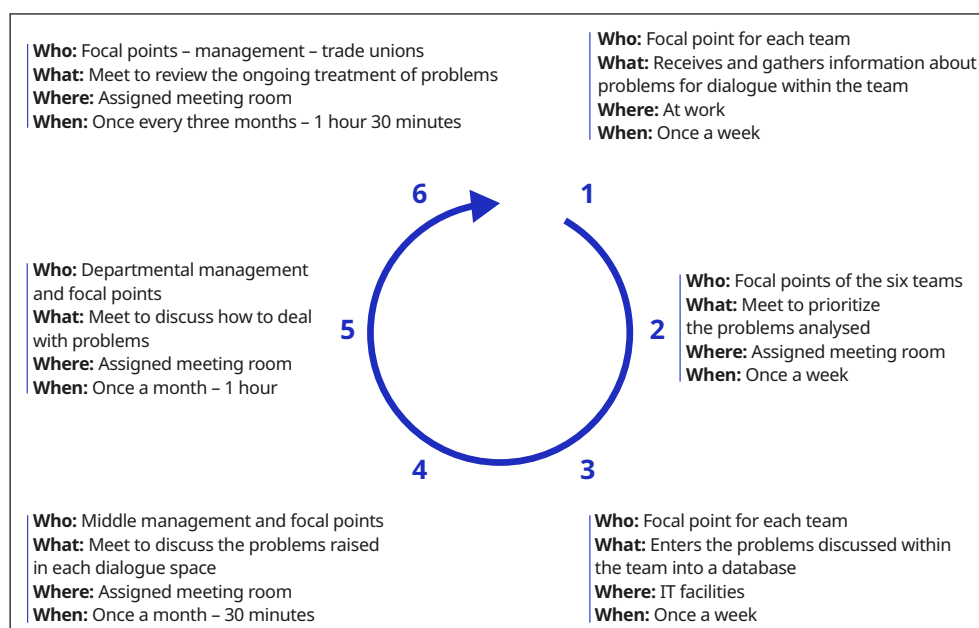 Who: Focal points – management – trade unions
What: Meet to review the ongoing treatment of problems
Where: Assigned meeting room
When: Once every three months – 1 hour 30 minutes
Who: Focal point for each team
What: Receives and gathers information about
problems for dialogue within the team
Where: At work
When: Once a week
6
1
Who: Departmental management
and focal points
What: Meet to discuss how to deal
with problems
Where: Assigned meeting room
When: Once a month – 1 hour
5
2
Who: Focal points of the six teams
What: Meet to prioritize
the problems analysed
Where: Assigned meeting room
When: Once a week
4
3
Who: Middle management and focal points
What: Meet to discuss the problems raised
in each dialogue space
Where: Assigned meeting room
When: Once a month – 30 minutes
Who: Focal point for each team
What: Enters the problems discussed within
the team into a database
Where: IT facilities
When: Once a week